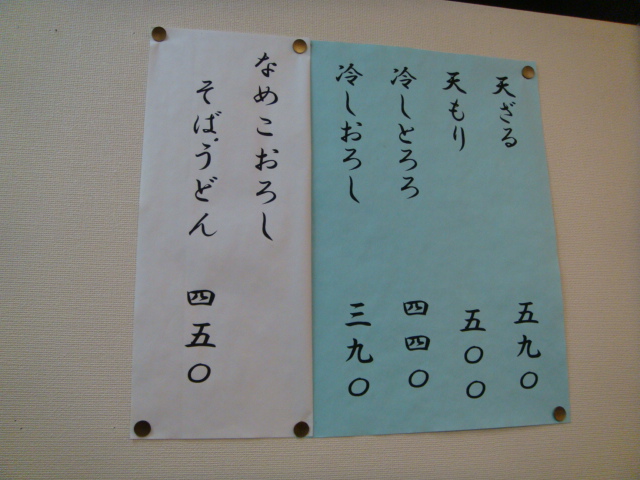 天ざる 五九〇
天もり 五〇〇
冷しとろろ 四四〇
冷しおろし 三九〇
なめこおろし
そば、うどん 四五〇